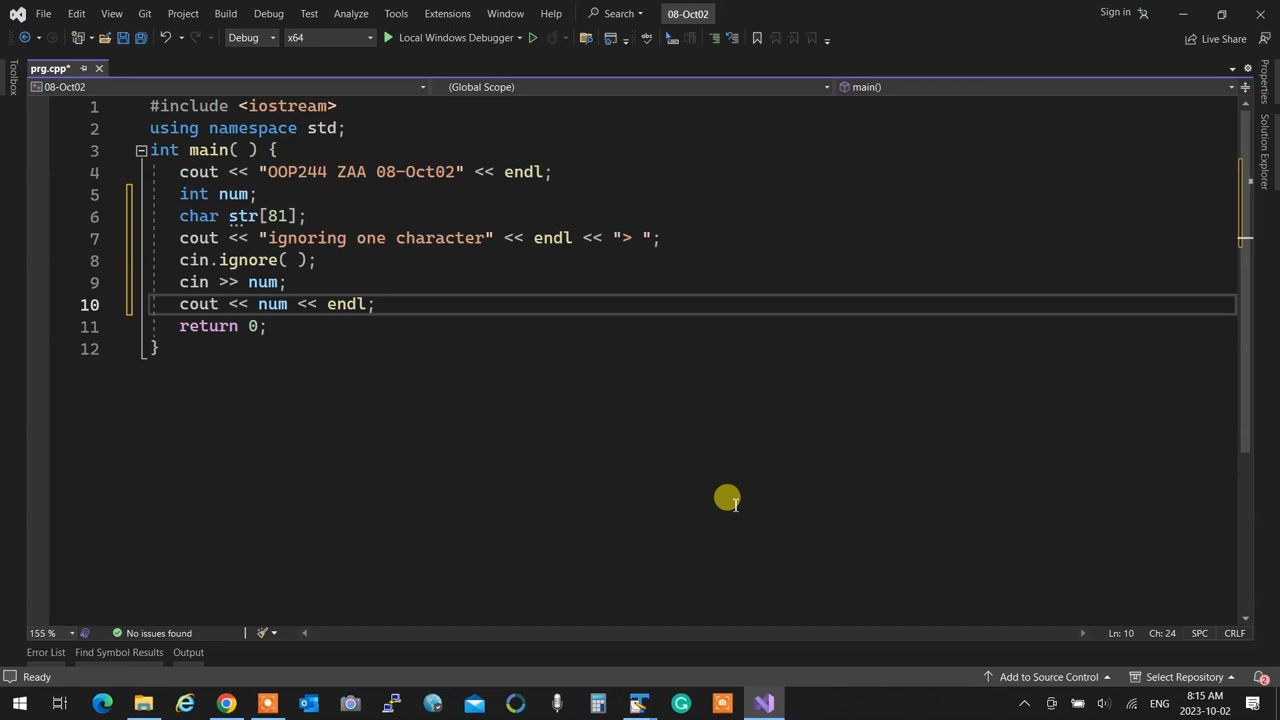 File Edit View Git Project Build Debug Test Analyze Tools Extensions Window Help Search 08-Oct02 Sign in
Debug x64 Local Windows Debugger Live Share
Toolbox
prg.cpp*
08-Oct02 (Global Scope) main()
1 #include <iostream>
2 using namespace std;
3 int main( ) {
4 cout << "OOP244 ZAA 08-Oct02" << endl;
5 int num;
6 char str[81];
7 cout << "ignoring one character" << endl << "> ";
8 cin.ignore( );
9 cin >> num;
10 cout << num << endl;
11 return 0;
12 }
Properties
Solution Explorer
155 % No issues found Ln: 10 Ch: 24 SPC CRLF
Error List Find Symbol Results Output
Ready Add to Source Control Select Repository 2
ENG 8:15 AM
2023-10-02